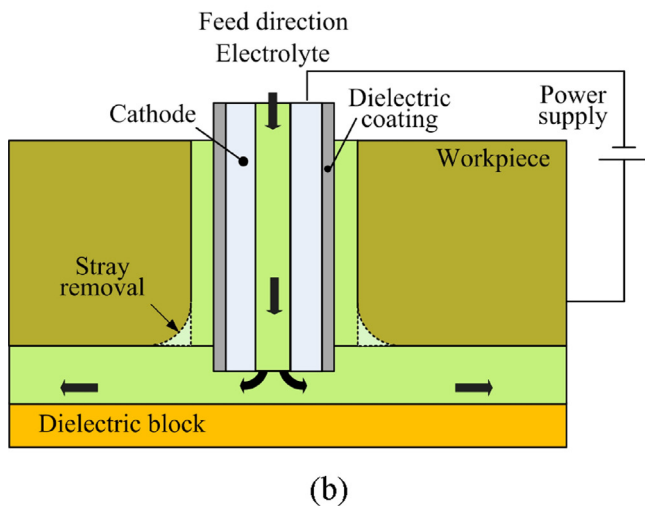 Feed direction
Electrolyte
Cathode
Dielectric
coating
Power
supply
Workpiece
Stray
removal
Dielectric block
(b)